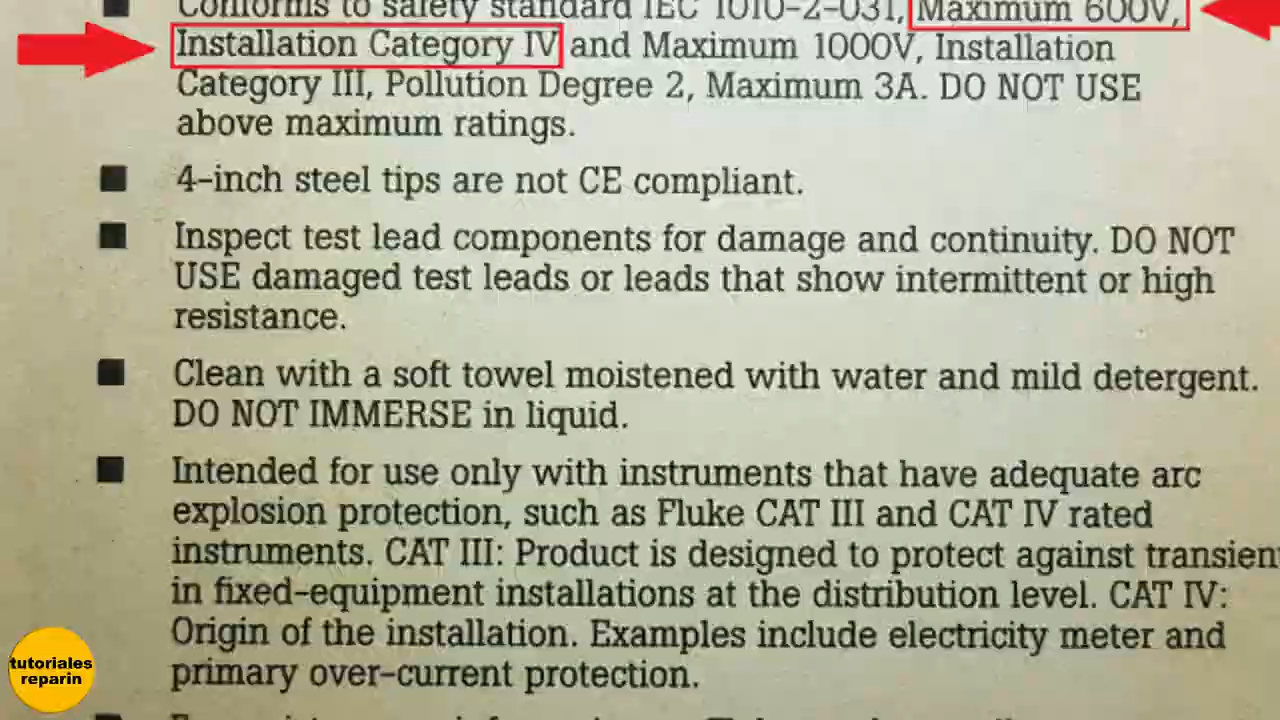 Conforms to safety standard IEC 1010-2-031, Maximum 600V,
Installation Category IV and Maximum 1000V, Installation
Category III, Pollution Degree 2, Maximum 3A. DO NOT USE
above maximum ratings.
■ 4-inch steel tips are not CE compliant.
■ Inspect test lead components for damage and continuity. DO NOT
USE damaged test leads or leads that show intermittent or high
resistance.
■ Clean with a soft towel moistened with water and mild detergent.
DO NOT IMMERSE in liquid.
■ Intended for use only with instruments that have adequate arc
explosion protection, such as Fluke CAT III and CAT IV rated
instruments. CAT III: Product is designed to protect against transien
in fixed-equipment installations at the distribution level. CAT IV:
Origin of the installation. Examples include electricity meter and
primary over-current protection.
tutoriales
reparin